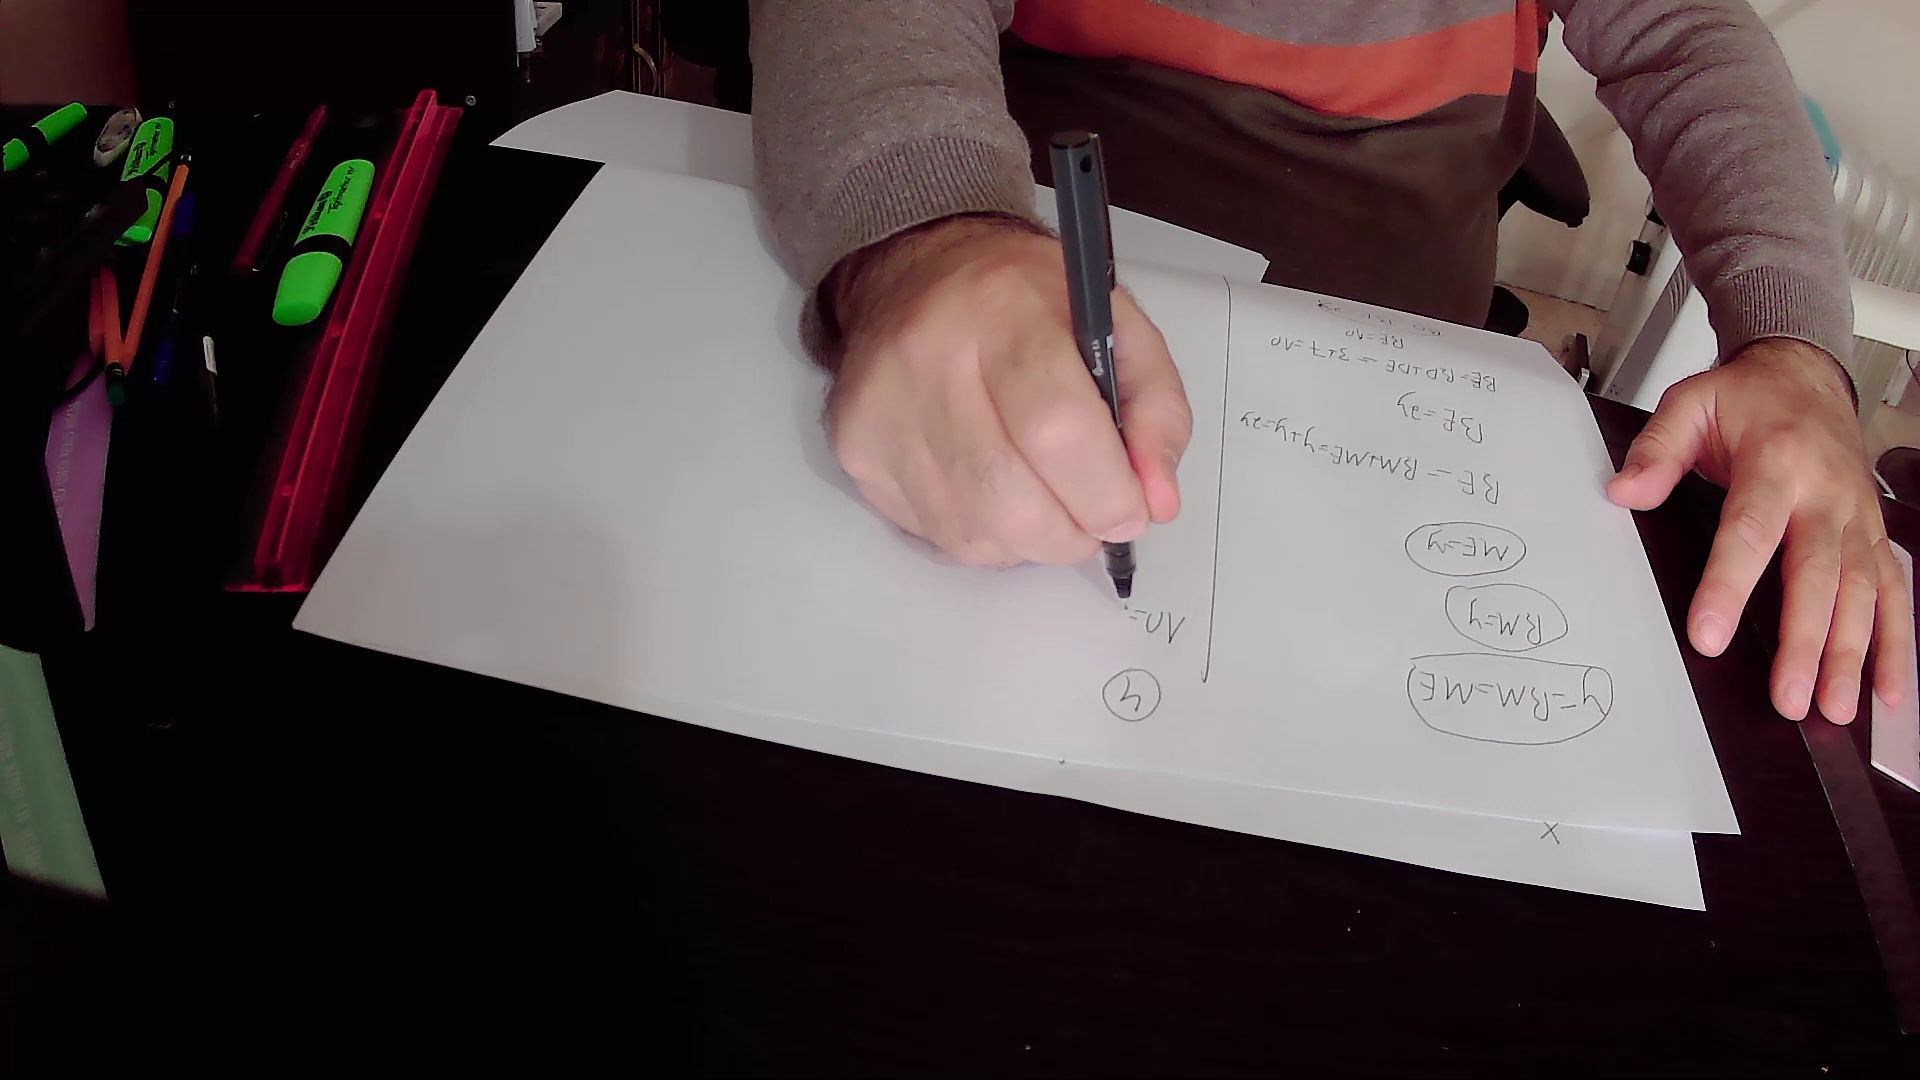 y=BM=ME
BM=y
ME=y
BE=BM+ME=y+y=2y
BE=2y
BE=BD+DE=3+7=10
BE=10
4
10=
X